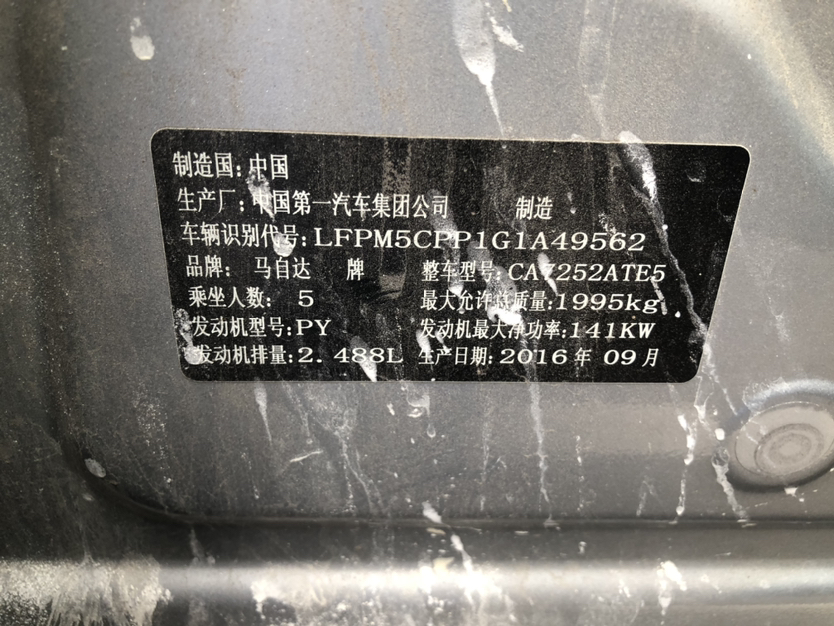 制造国:中国
生产厂:中国第一汽车集团公司 制造
车辆识别代号:LFPM5CPP1G1A49562
品牌: 马自达 牌 整车型号:CA7252ATE5
乘坐人数: 5 最大允许总质量:1995kg
发动机型号:PY 发动机最大净功率:141KW
发动机排量:2.488L 生产日期:2016年 09月